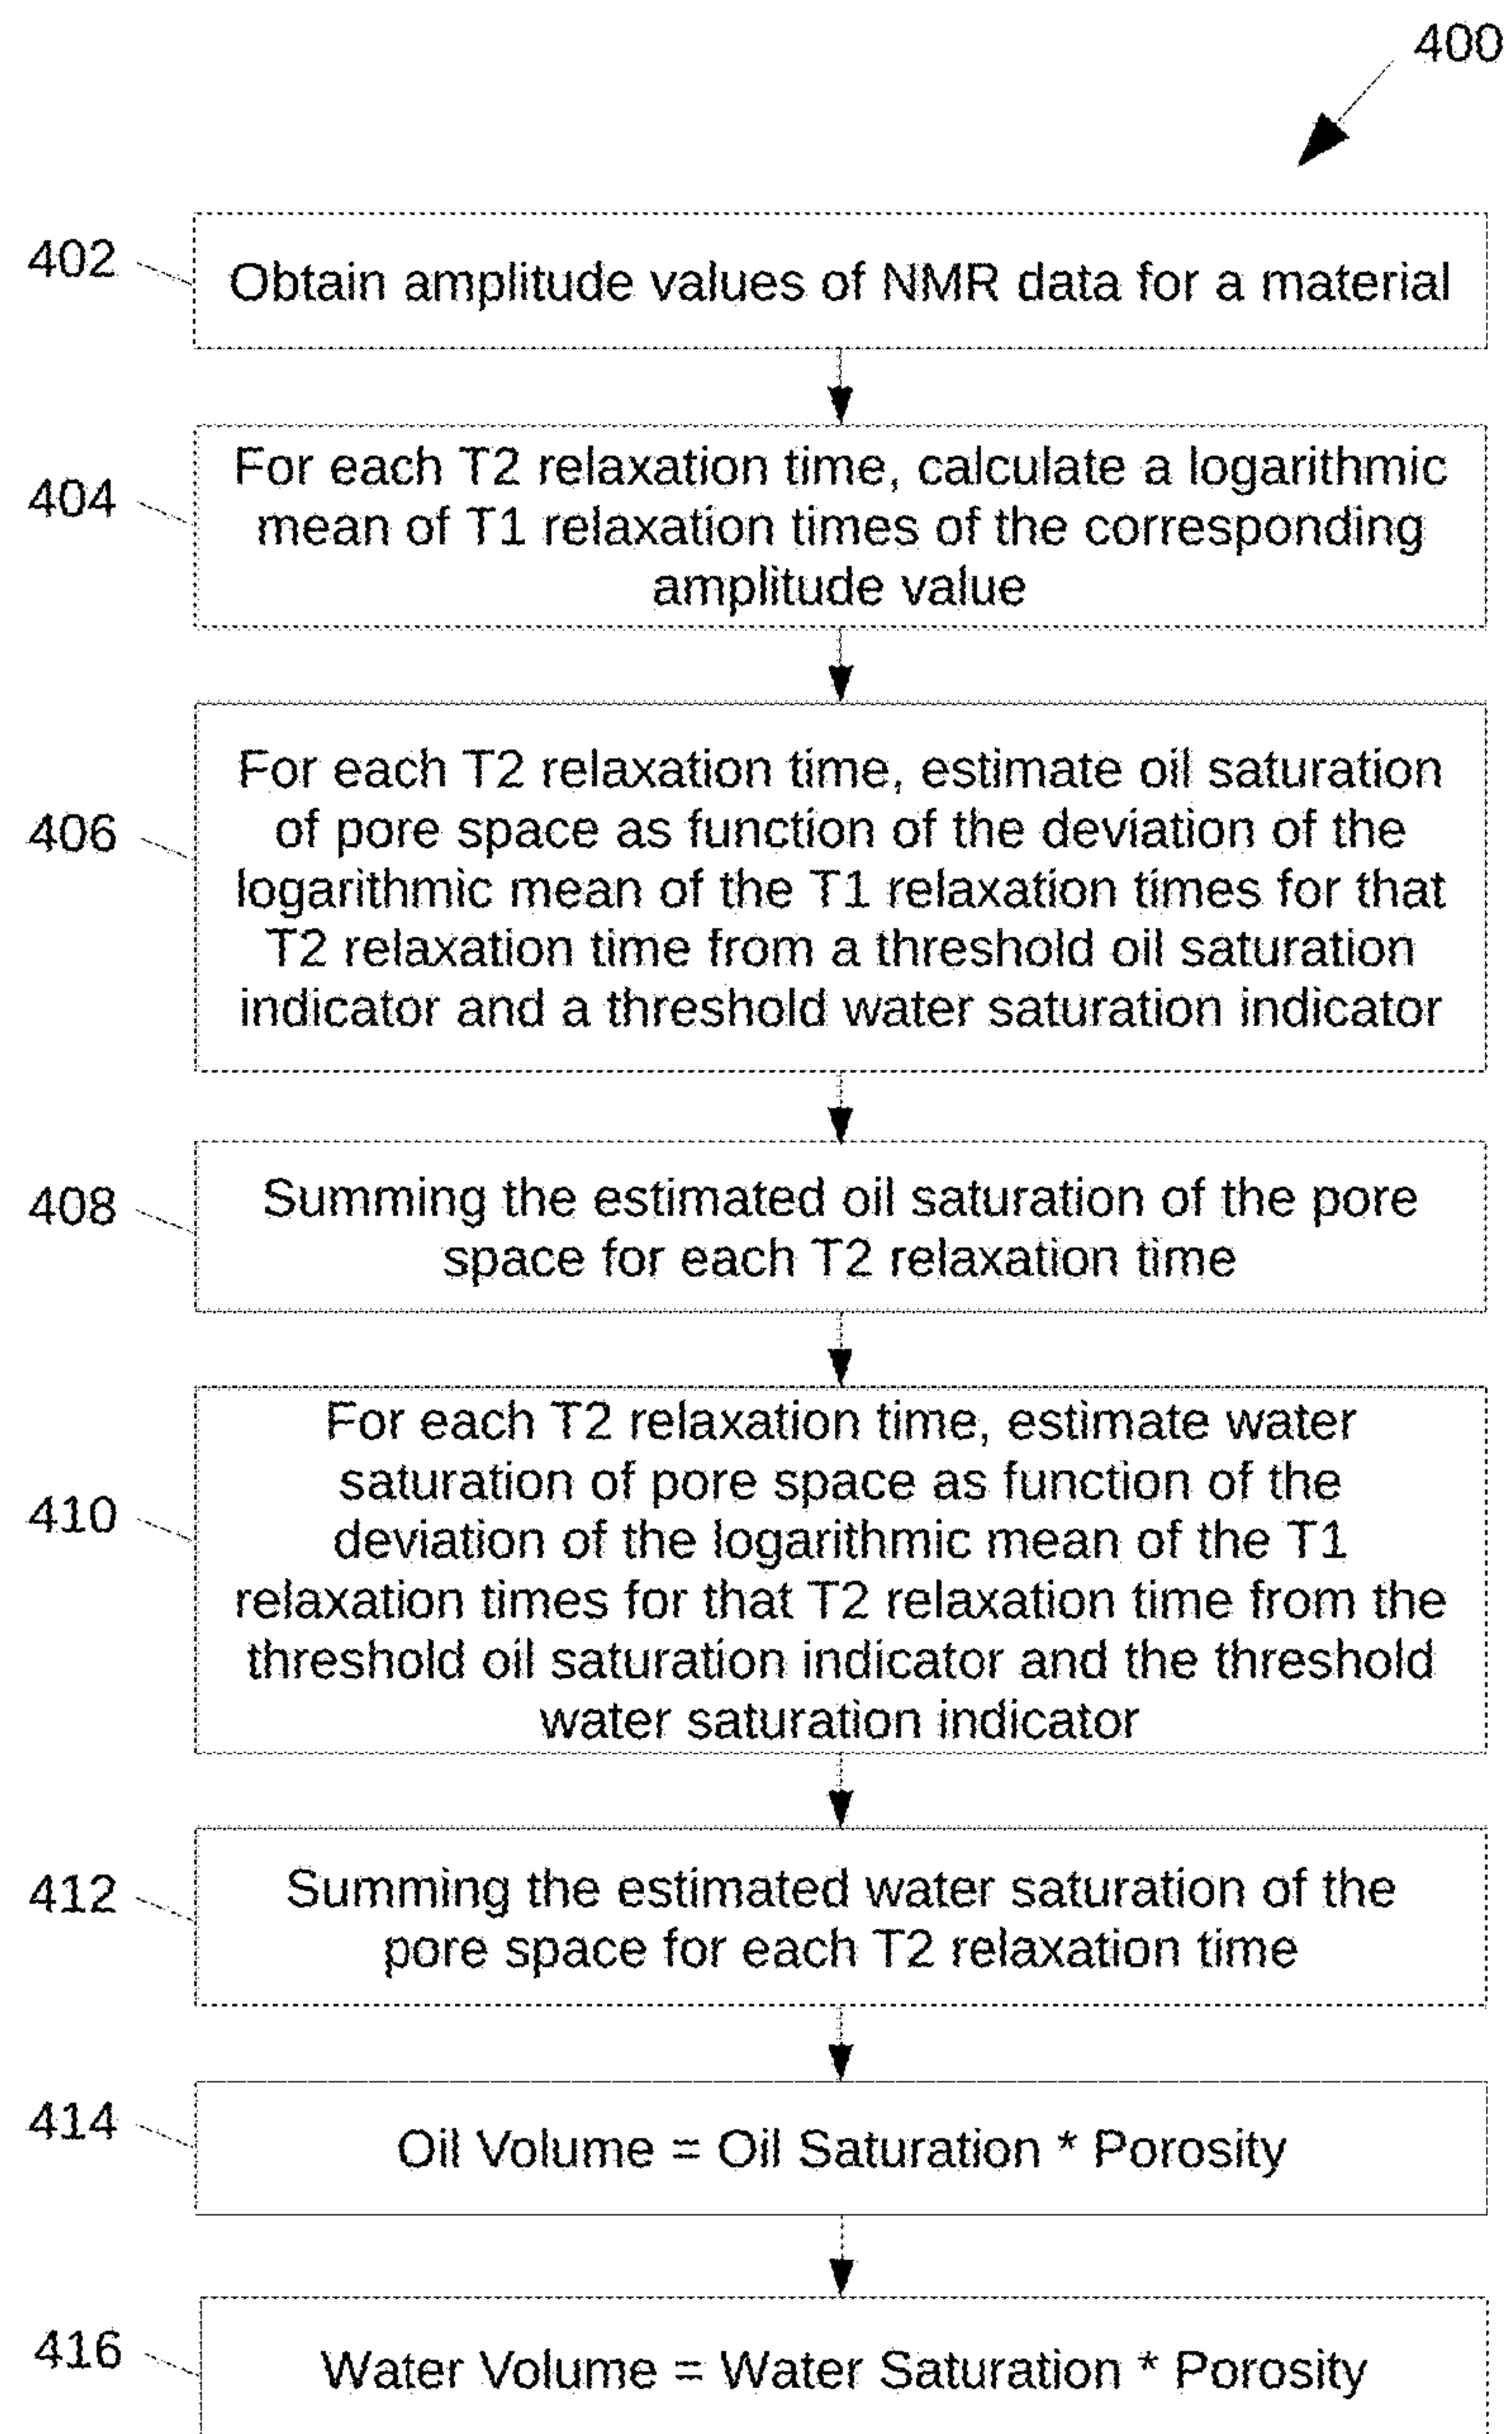 400
402
Obtain amplitude values of NMR data for a material
404
For each T2 relaxation time, calculate a logarithmic
mean of T1 relaxation times of the corresponding
amplitude value
406
For each T2 relaxation time, estimate oil saturation
of pore space as function of the deviation of the
logarithmic mean of the T1 relaxation times for that
T2 relaxation time from a threshold oil saturation
indicator and a threshold water saturation indicator
408
Summing the estimated oil saturation of the pore
space for each T2 relaxation time
410
For each T2 relaxation time, estimate water
saturation of pore space as function of the
deviation of the logarithmic mean of the T1
relaxation times for that T2 relaxation time from the
threshold oil saturation indicator and the threshold
water saturation indicator
412
Summing the estimated water saturation of the
pore space for each T2 relaxation time
414
Oil Volume = Oil Saturation * Porosity
416
Water Volume = Water Saturation * Porosity